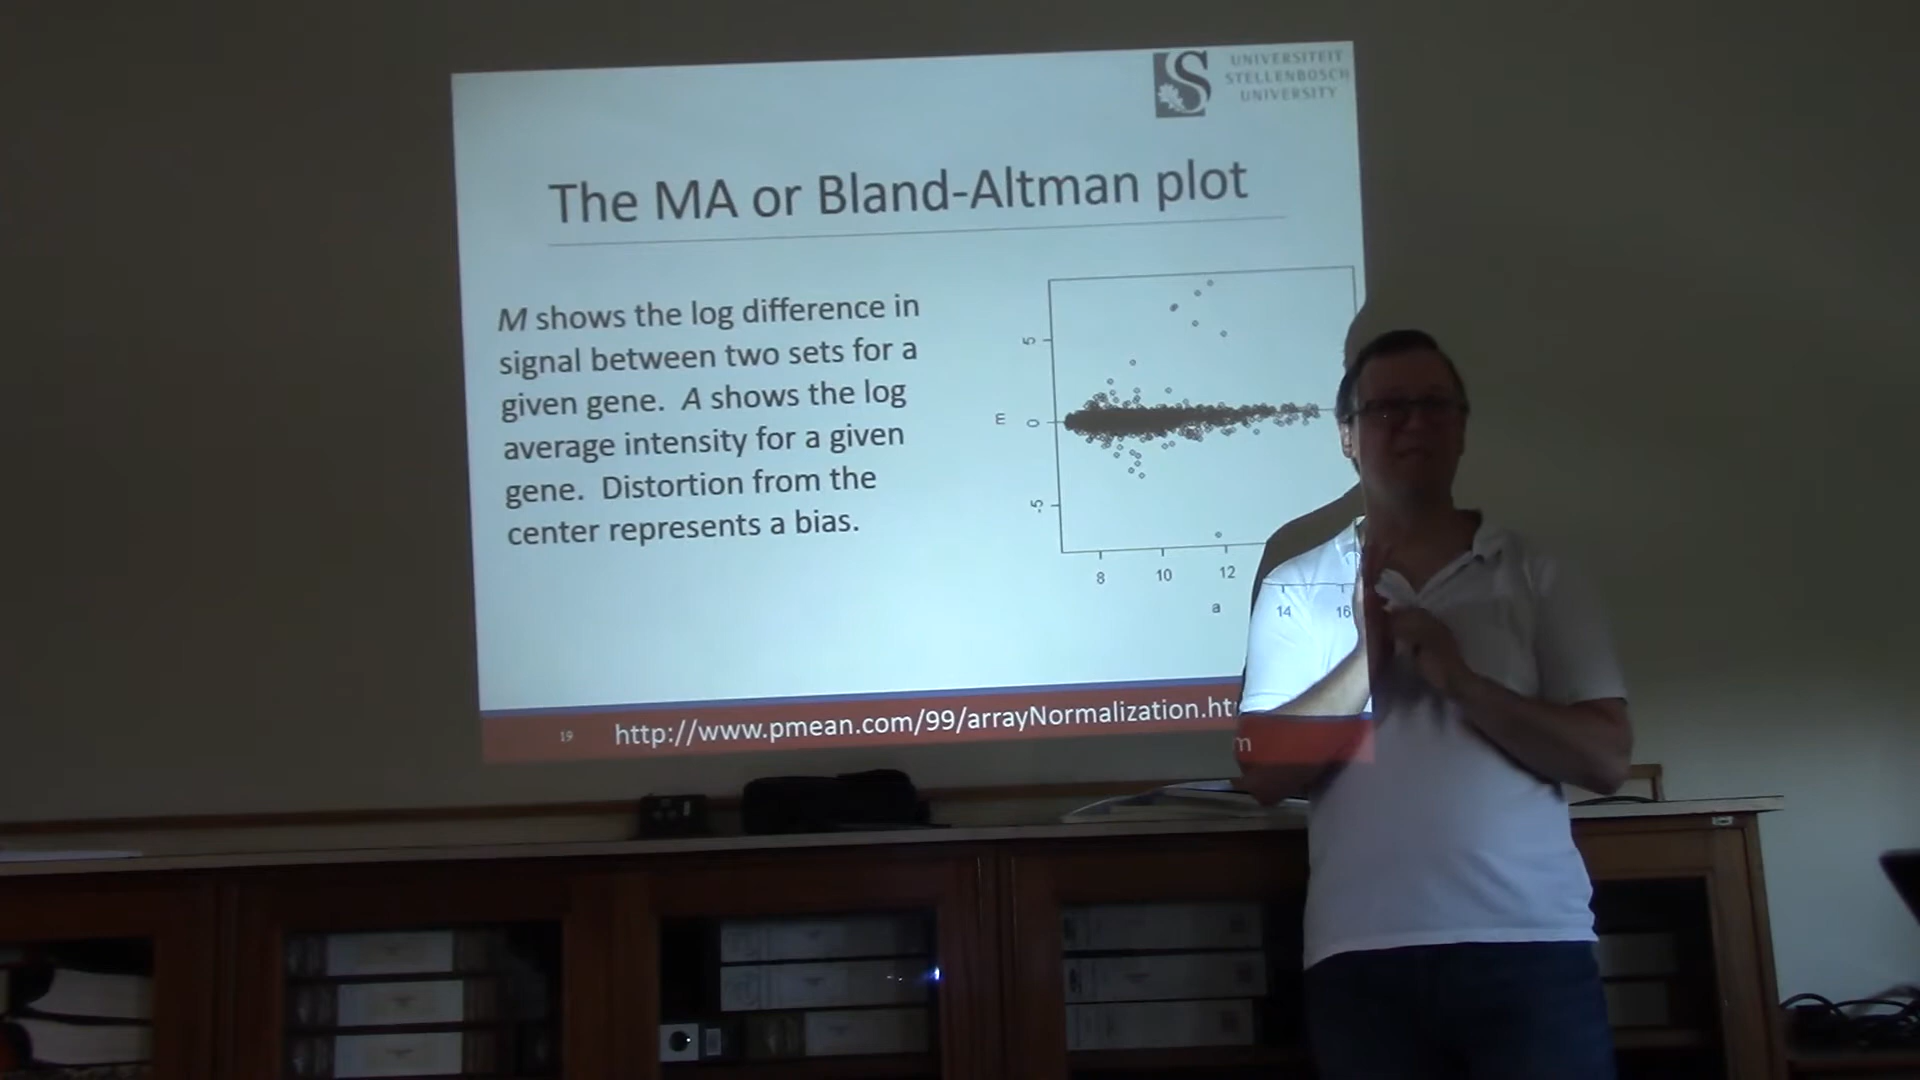 UNIVERSITEIT
STELLENBOSCH
UNIVERSITY
The MA or Bland-Altman plot
M shows the log difference in
signal between two sets for a
given gene. A shows the log
average intensity for a given
gene. Distortion from the
center represents a bias.
5
m
0
-5
8 10 12 14 16
a
19
http://www.pmean.com/99/arrayNormalization.htm